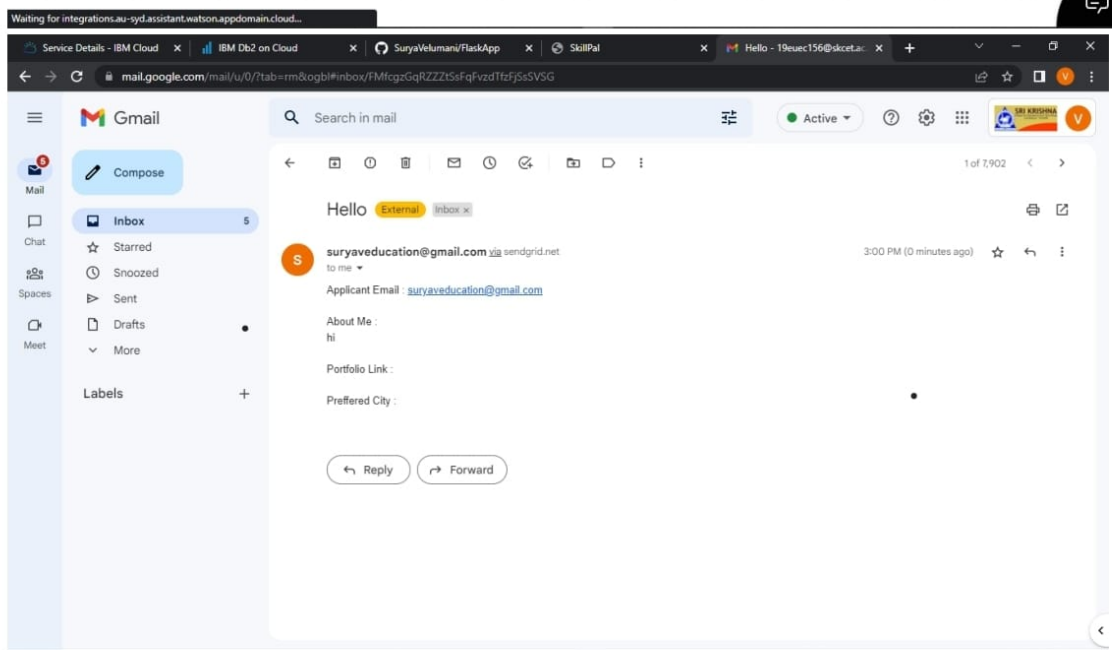 Waiting for integrations.au-syd.assistant.watson.appdomain.cloud...
Service Details - IBM Cloud
IBM Db2 on Cloud
SuryaVelumani/FlaskApp
SkillPal
Hello - 19euec156@skcet.ac
mail.google.com/mail/u/0/?tab=rm&ogbl#inbox/FMfcgzGqRZZZtSsFqFvzdTfzFjSsSVSG
V
Gmail
Search in mail
Active
SRI KRISHNA
V
5
Mail
Chat
Spaces
Meet
Compose
Inbox 5
Starred
Snoozed
Sent
Drafts
More
Labels
1 of 7,902
Hello External Inbox x
S
suryaveducation@gmail.com via sendgrid.net
3:00 PM (0 minutes ago)
to me
Applicant Email : suryaveducation@gmail.com
About Me :
hi
Portfolio Link :
Preffered City :
Reply
Forward